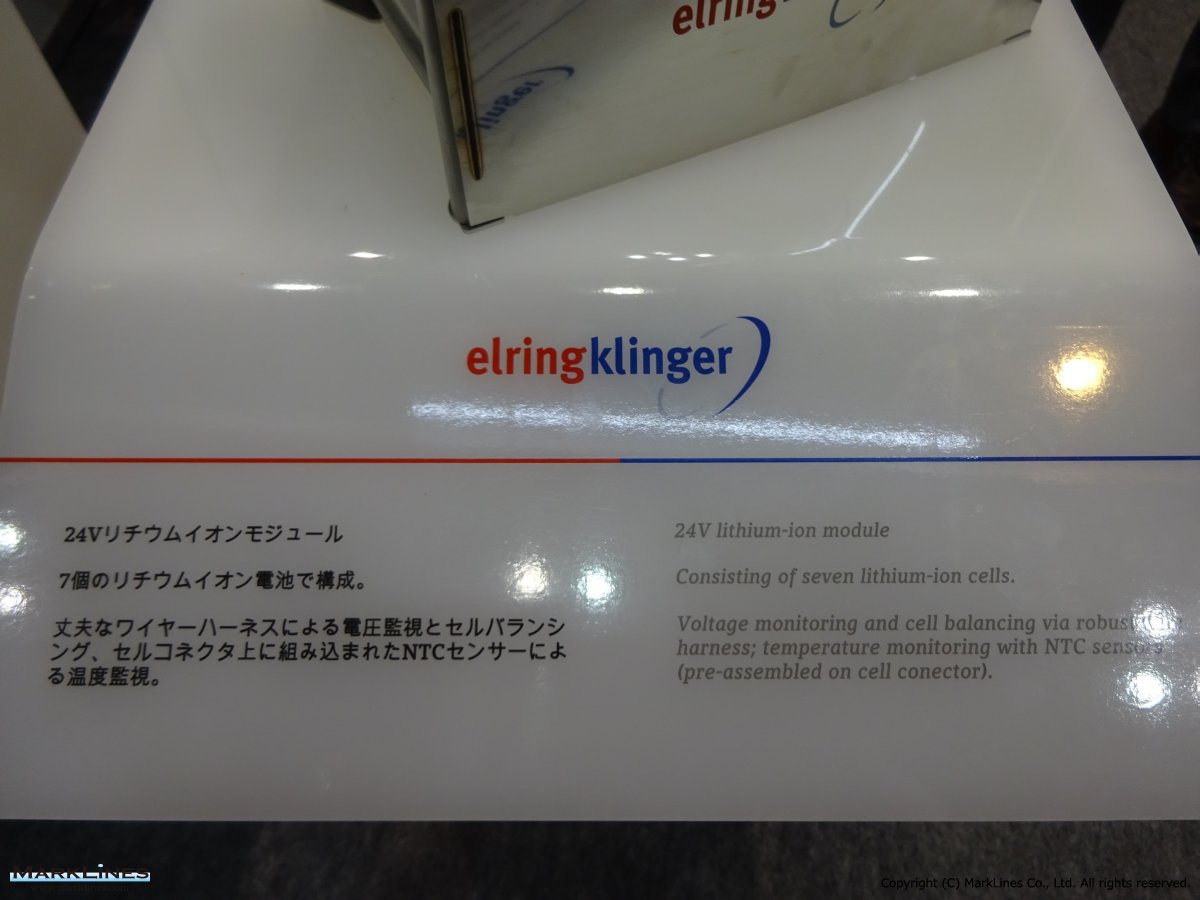 elring
elringklinger
24Vリチウムイオンモジュール
7個のリチウムイオン電池で構成。
丈夫なワイヤーハーネスによる電圧監視とセルバランシ
ング、セルコネクタ上に組み込まれたNTCセンサーによ
る温度監視。
24V lithium-ion module
Consisting of seven lithium-ion cells.
Voltage monitoring and cell balancing via robust
harness; temperature monitoring with NTC sensors
(pre-assembled on cell conector).
MARKLINES
www.marklines.com
Copyright (C) MarkLines Co., Ltd. All rights reserved.